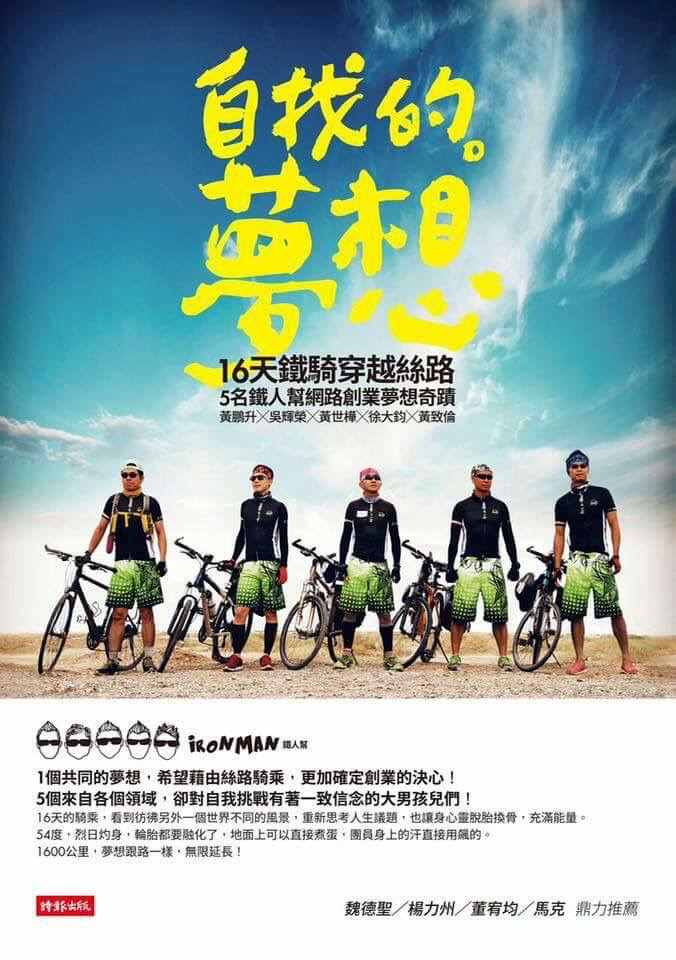 自找的。
夢想
16天鐵騎穿越絲路
5名鐵人幫網路創業夢想奇蹟
黃鵬升╳吳輝榮╳黃世樺╳徐大鈞╳黃致倫
iRONMAN 鐵人幫
1個共同的夢想，希望藉由絲路騎乘，更加確定創業的決心！
5個來自各個領域，卻對自我挑戰有著一致信念的大男孩兒們！
16天的騎乘，看到彷彿另外一個世界不同的風景，重新思考人生議題，也讓身心靈脫胎換骨，充滿能量。
54度，烈日灼身，輪胎都要融化了，地面上可以直接煮蛋，團員身上的汗直接用飆的。
1600公里，夢想跟路一樣，無限延長！
時報出版
魏德聖╱楊力州╱董宥均╱馬克 鼎力推薦